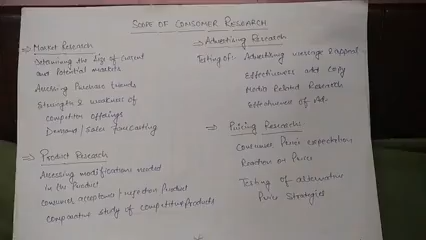 SCOPE OF CONSUMER RESEARCH
⇒ Market Research
Determining the Size of current
and Potential markets
Assessing Purchase trends
Strengths & weakness of
competitor offerings
Demand / Sales forecasting
⇒ Product Research
Assessing modifications needed
in the Product
Consumer acceptance / rejection Product
Comparative study of competitive Products
⇒ Advertising Research
Testing of:- Advertising message & appeal
Effectiveness of copy
Media Related Research
Effectiveness of Ad.
⇒ Pricing Research
Consumer Price expectation
Reaction on Price
Testing of alternative
Price Strategies